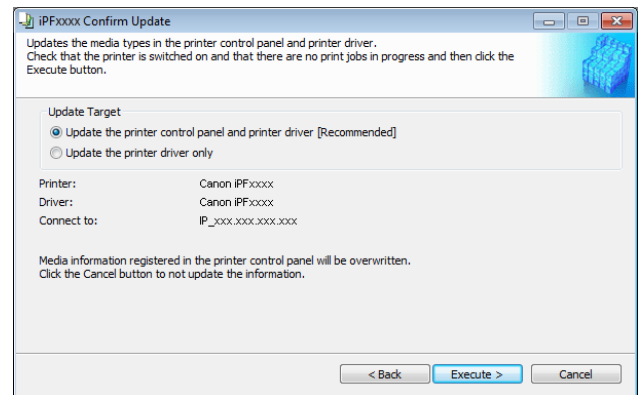 iPFxxxx Confirm Update
Updates the media types in the printer control panel and printer driver.
Check that the printer is switched on and that there are no print jobs in progress and then click the
Execute button.
Update Target
Update the printer control panel and printer driver [Recommended]
Update the printer driver only
Printer: Canon iPFxxxx
Driver: Canon iPFxxxx
Connect to: IP_xxx.xxx.xxx.xxx
Media information registered in the printer control panel will be overwritten.
Click the Cancel button to not update the information.
< Back Execute > Cancel